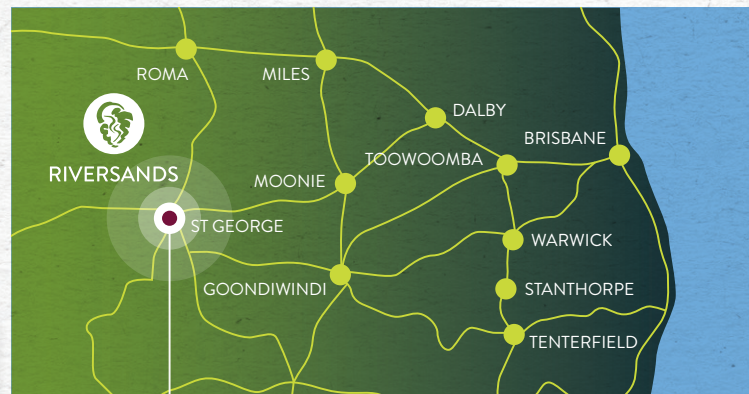 ROMA
MILES
DALBY
BRISBANE
TOOWOOMBA
RIVERSANDS
MOONIE
ST GEORGE
WARWICK
GOONDIWINDI
STANTHORPE
TENTERFIELD